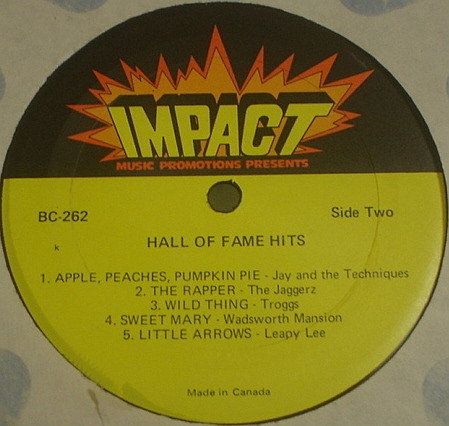 IMPACT
MUSIC PROMOTIONS PRESENTS
BC-262 Side Two
k
HALL OF FAME HITS
1. APPLE, PEACHES, PUMPKIN PIE - Jay and the Techniques
2. THE RAPPER - The Jaggerz
3. WILD THING - Troggs
4. SWEET MARY - Wadsworth Mansion
5. LITTLE ARROWS - Leapy Lee
Made in Canada